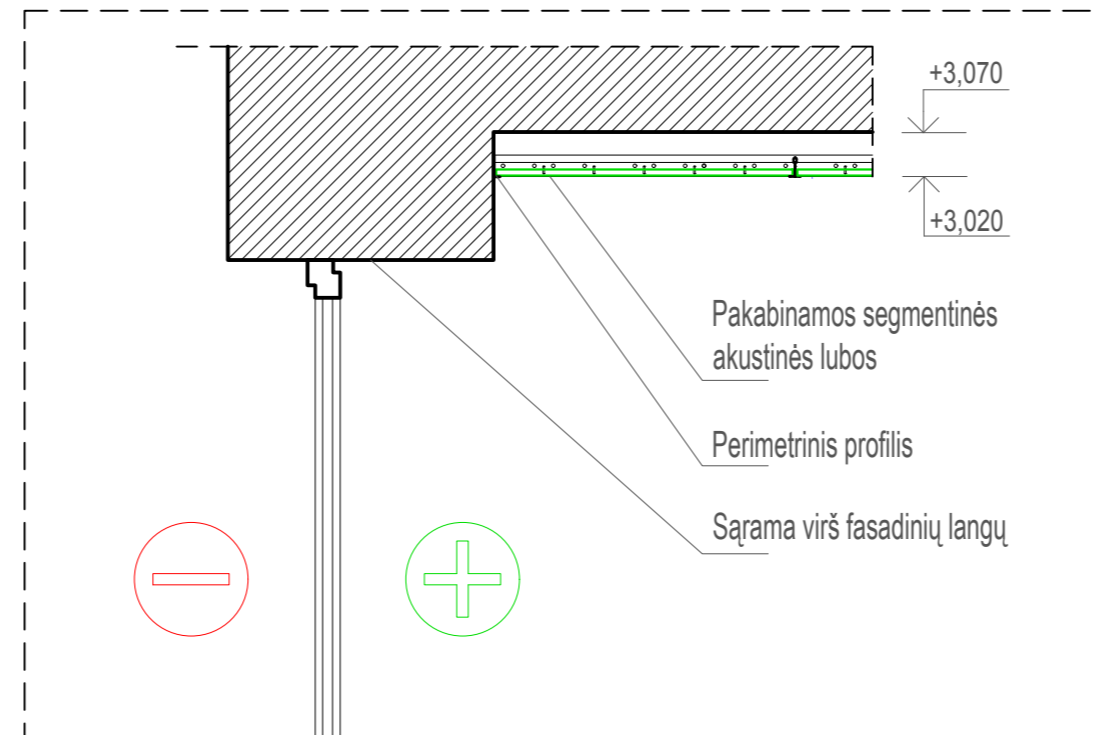 +3,070
+3,020
Pakabinamos segmentinės
akustinės lubos
Perimetrinis profilis
Sąrama virš fasadinių langų